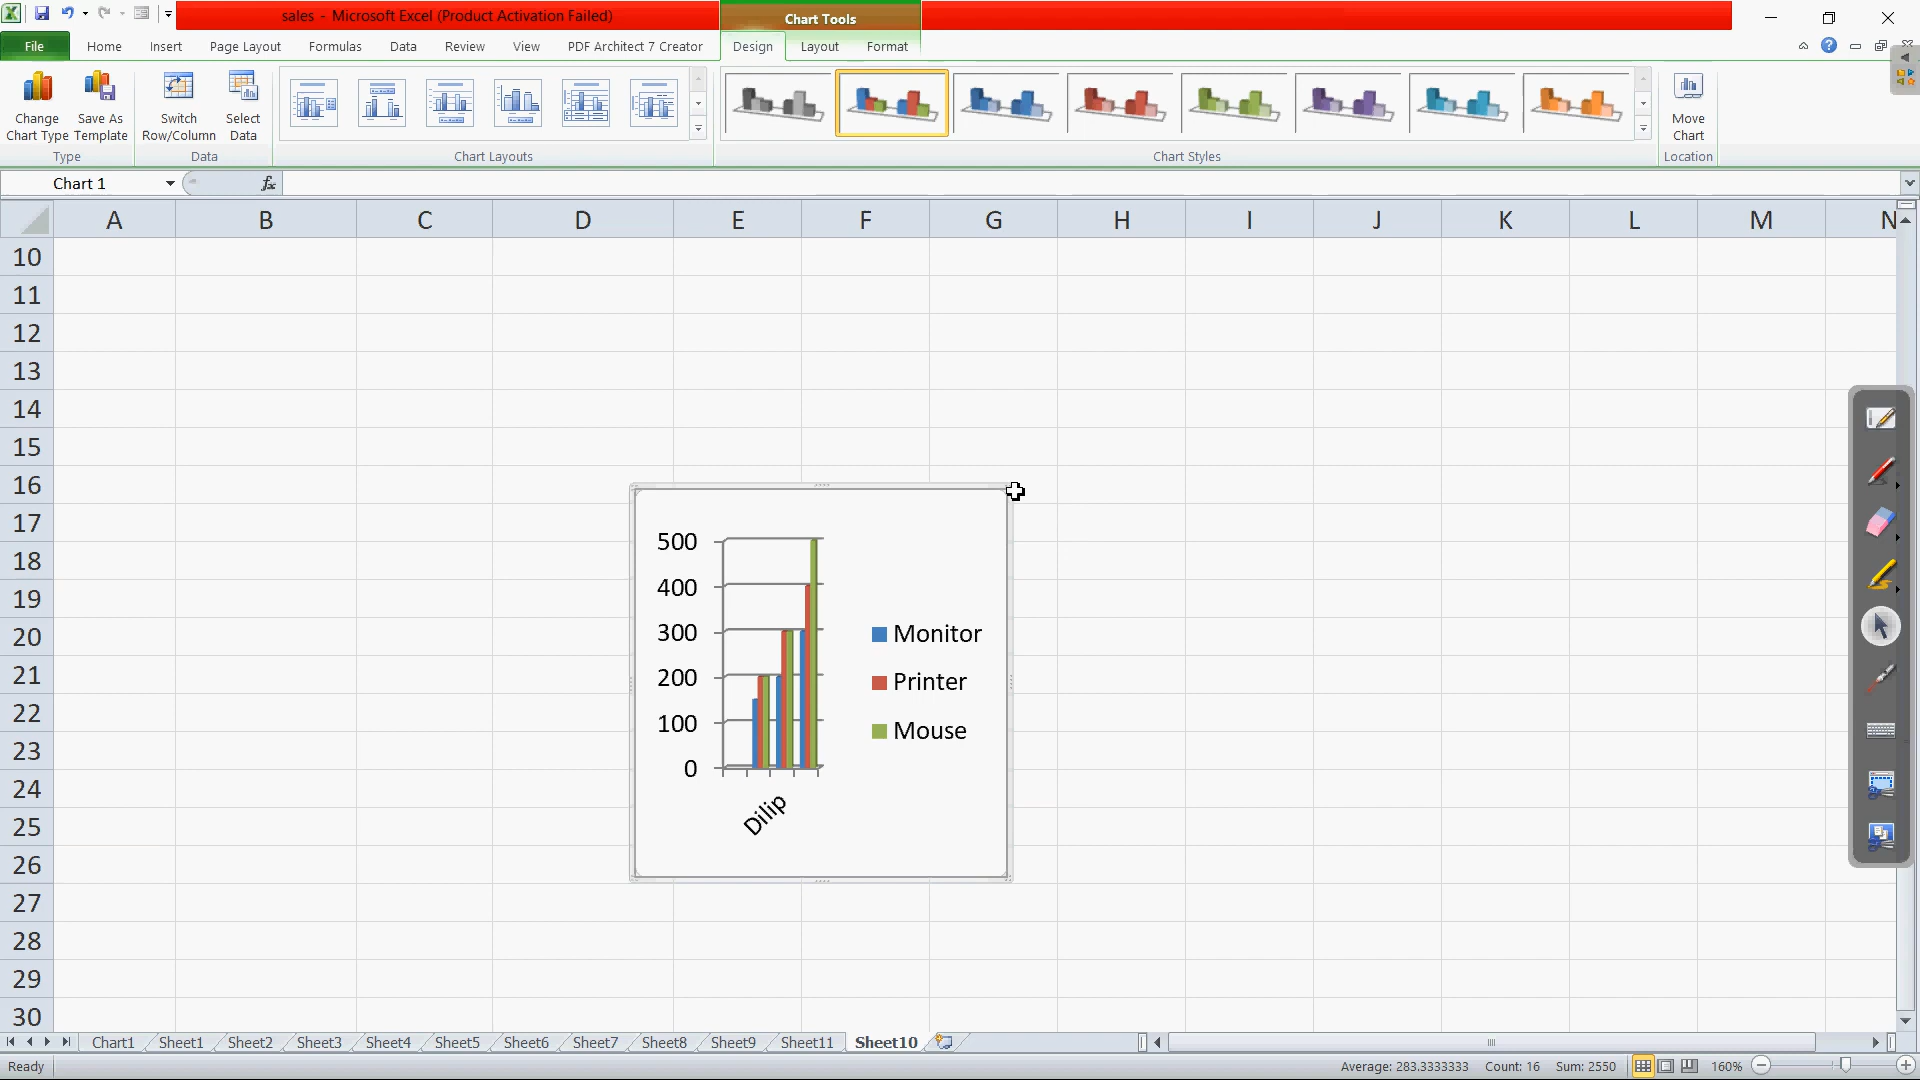 sales - Microsoft Excel (Product Activation Failed)
Chart Tools
File Home Insert Page Layout Formulas Data Review View PDF Architect 7 Creator Design Layout Format
Change Chart Type
Save As Template
Switch Row/Column
Select Data
Move Chart
Type Data Chart Layouts Chart Styles Location
Chart 1
fx
A B C D E F G H I J K L M N
10
11
12
13
14
15
16
17
18
19
20
21
22
23
24
25
26
27
28
29
30
500
400
300
200
100
0
Dilip
Monitor
Printer
Mouse
Chart1 Sheet1 Sheet2 Sheet3 Sheet4 Sheet5 Sheet6 Sheet7 Sheet8 Sheet9 Sheet11 Sheet10
Ready Average: 283.3333333 Count: 16 Sum: 2550 160%